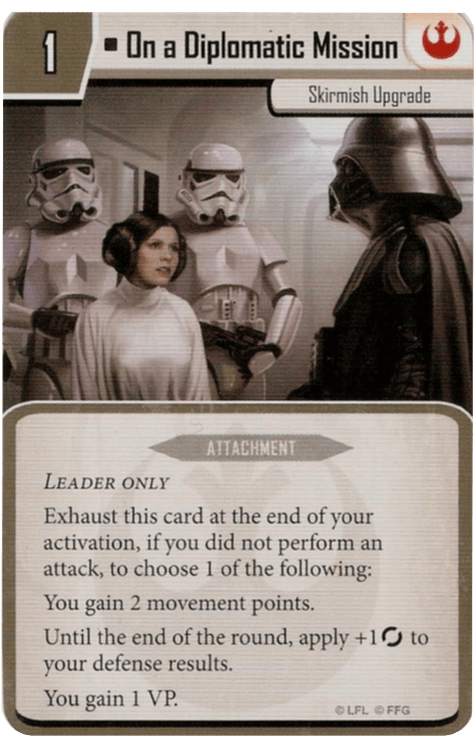 1
▪ On a Diplomatic Mission
Skirmish Upgrade
ATTACHMENT
LEADER ONLY
Exhaust this card at the end of your
activation, if you did not perform an
attack, to choose 1 of the following:
You gain 2 movement points.
Until the end of the round, apply +1 to
your defense results.
You gain 1 VP.
© LFL © FFG